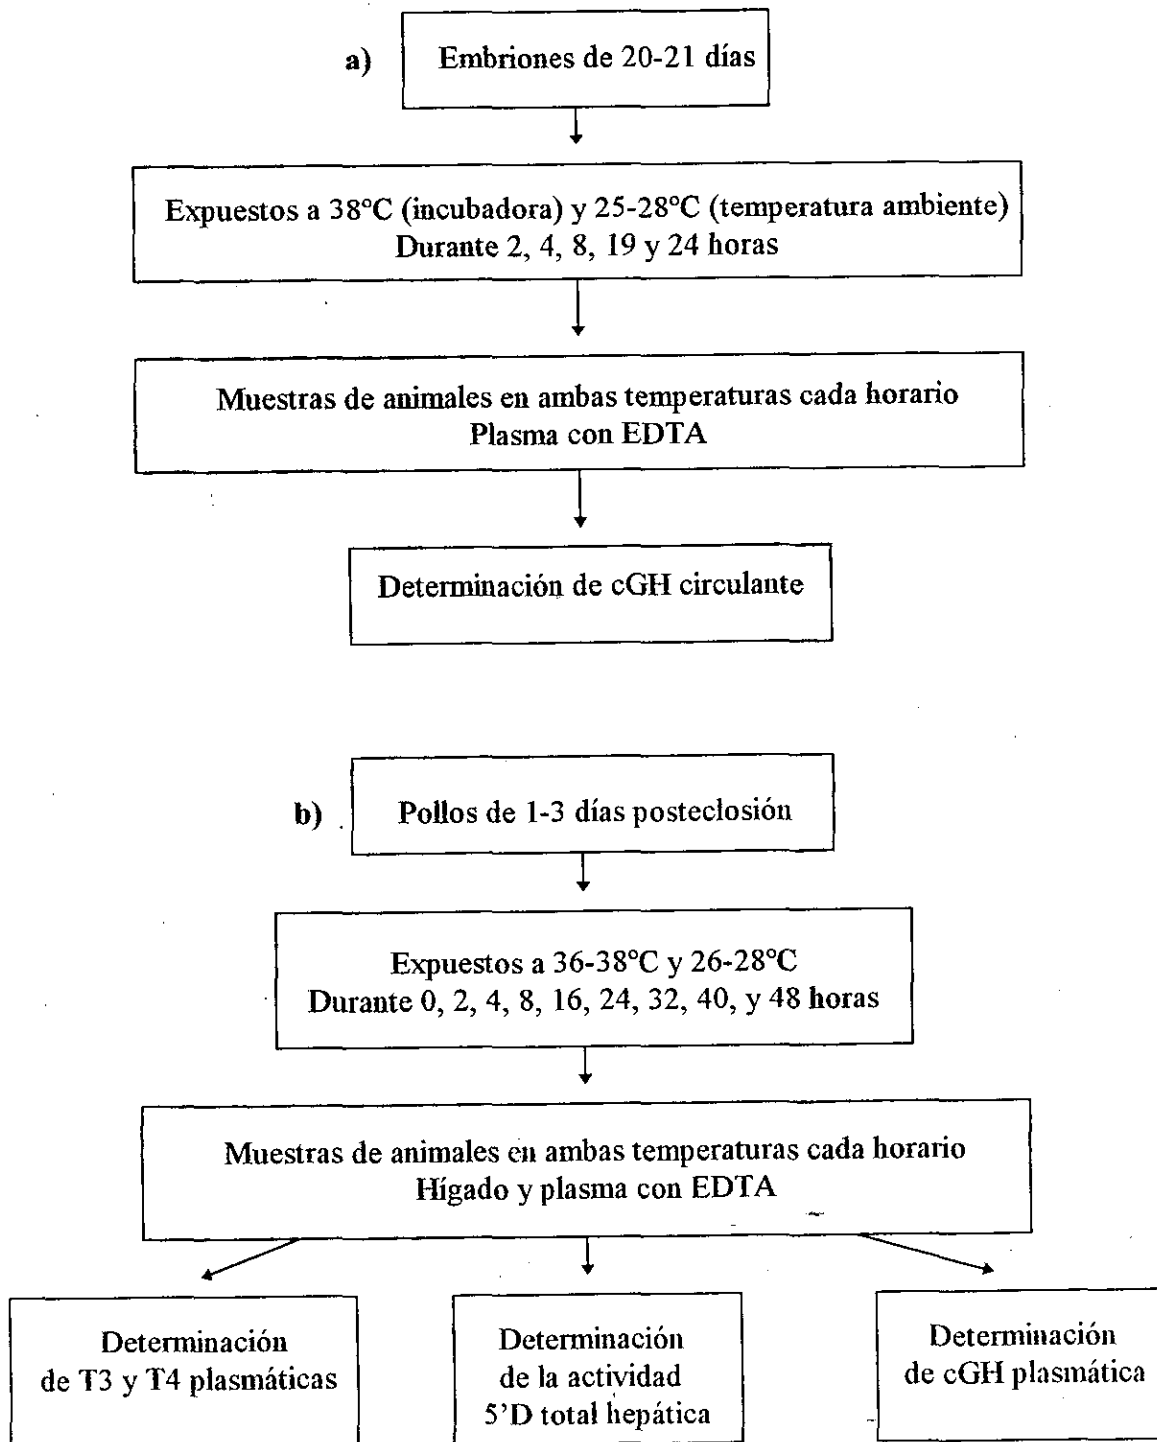 a)
Embriones de 20-21 días
Expuestos a 38°C (incubadora) y 25-28°C (temperatura ambiente)
Durante 2, 4, 8, 19 y 24 horas
Muestras de animales en ambas temperaturas cada horario
Plasma con EDTA
Determinación de cGH circulante
b)
Pollos de 1-3 días posteclosión
Expuestos a 36-38°C y 26-28°C
Durante 0, 2, 4, 8, 16, 24, 32, 40, y 48 horas
Muestras de animales en ambas temperaturas cada horario
Hígado y plasma con EDTA
Determinación
de T3 y T4 plasmáticas
Determinación
de la actividad
5'D total hepática
Determinación
de cGH plasmática